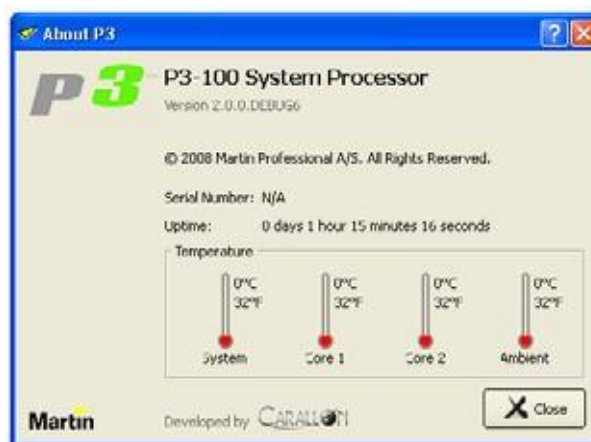 About P3
P3
P3-100 System Processor
Version 2.0.0.DEBUG6
© 2008 Martin Professional A/S. All Rights Reserved.
Serial Number: N/A
Uptime: 0 days 1 hour 15 minutes 16 seconds
Temperature
0°C 0°C 0°C 0°C
32°F 32°F 32°F 32°F
System Core 1 Core 2 Ambient
Martin Developed by CARALLON Close